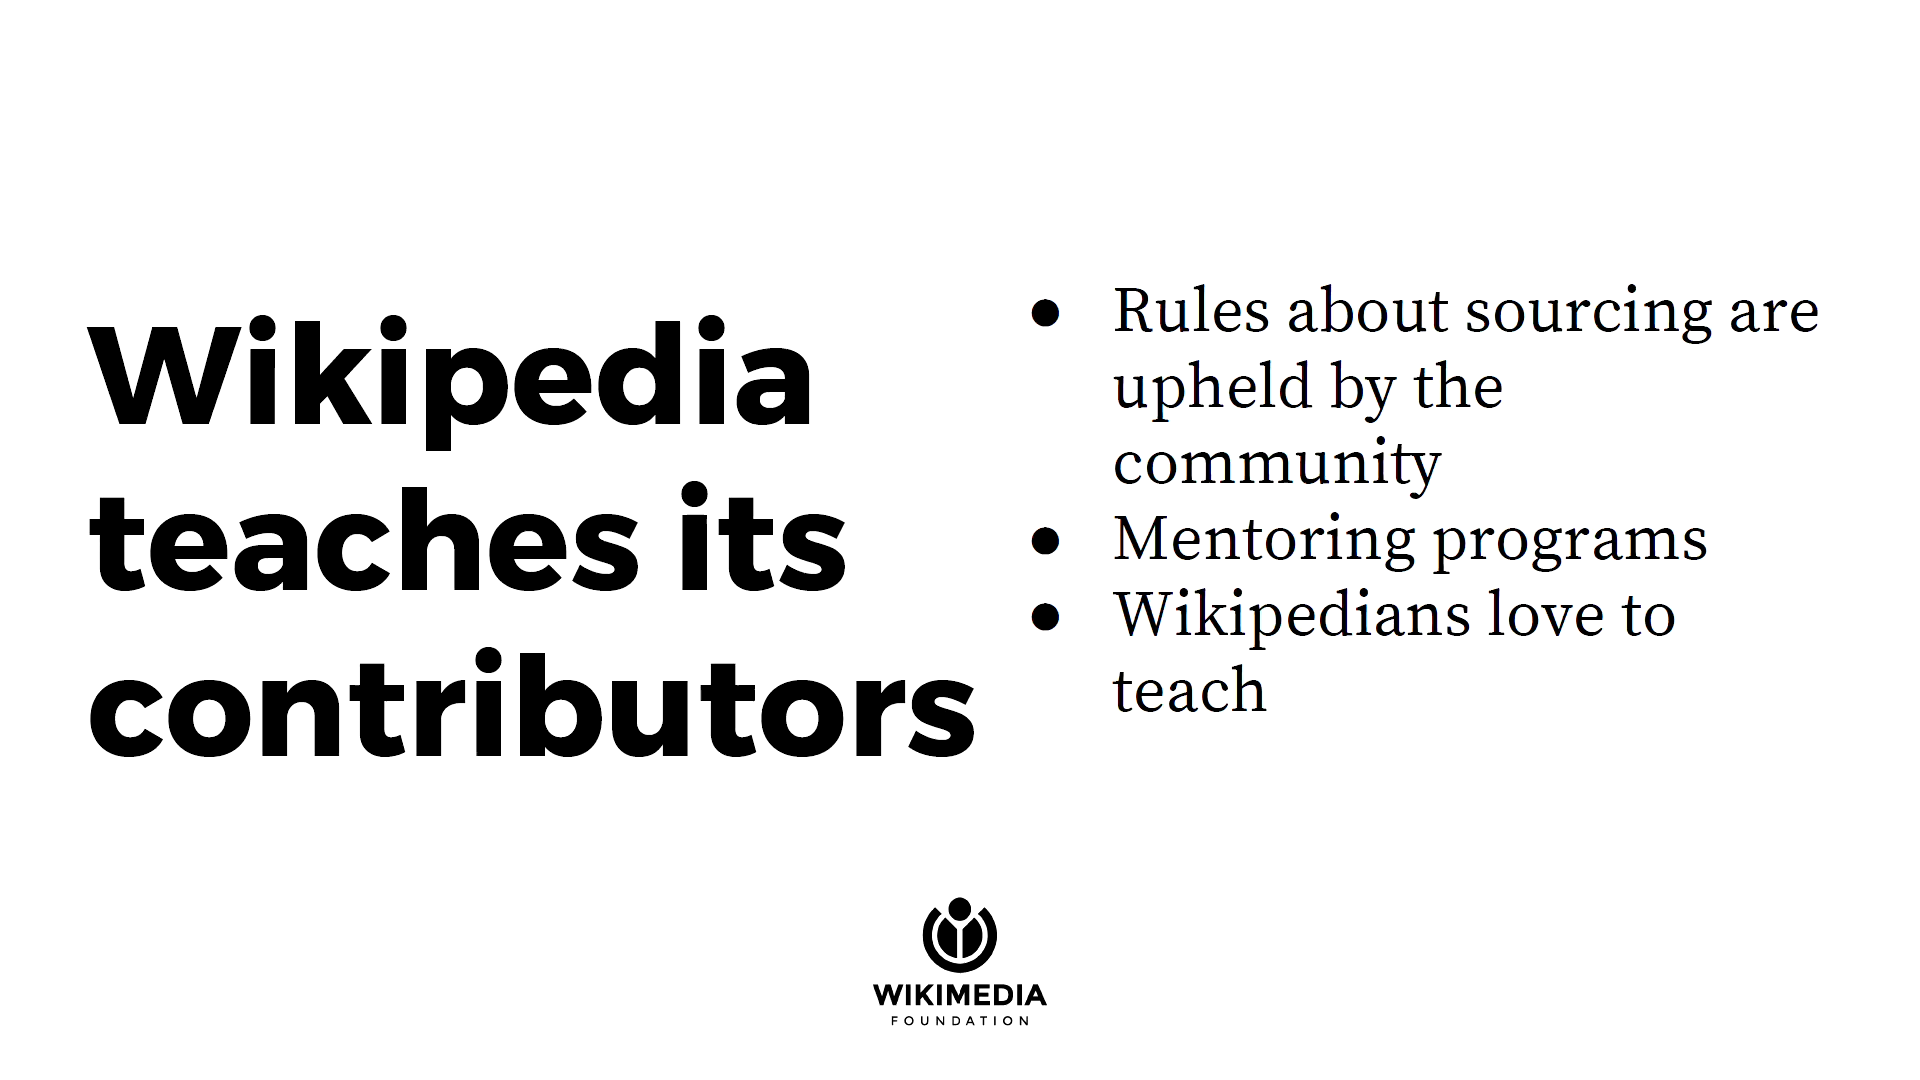 Wikipedia
teaches its
contributors
● Rules about sourcing are
upheld by the
community
● Mentoring programs
● Wikipedians love to
teach
WIKIMEDIA
FOUNDATION